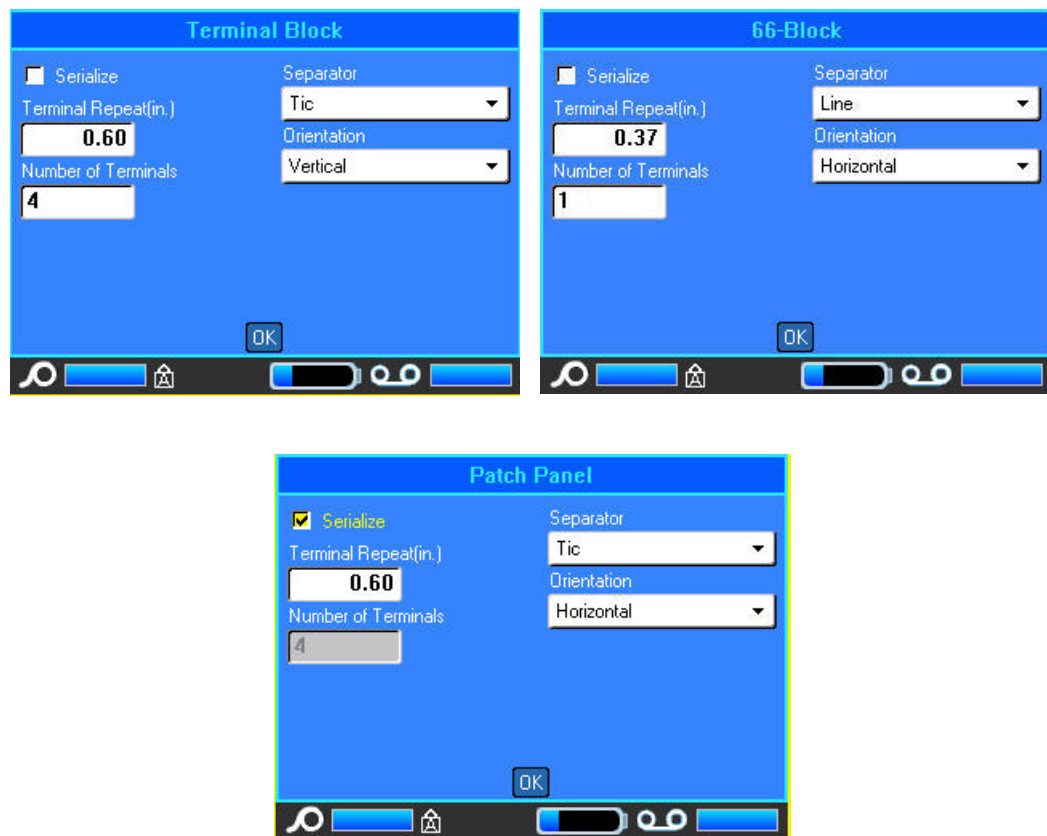 Terminal Block
Serialize
Separator
Terminal Repeat(in.)
Tic
0.60
Orientation
Number of Terminals
Vertical
4
OK
A
66-Block
Serialize
Separator
Terminal Repeat(in.)
Line
0.37
Orientation
Number of Terminals
Horizontal
1
OK
A
Patch Panel
Serialize
Separator
Terminal Repeat(in.)
Tic
0.60
Orientation
Number of Terminals
Horizontal
4
OK
A